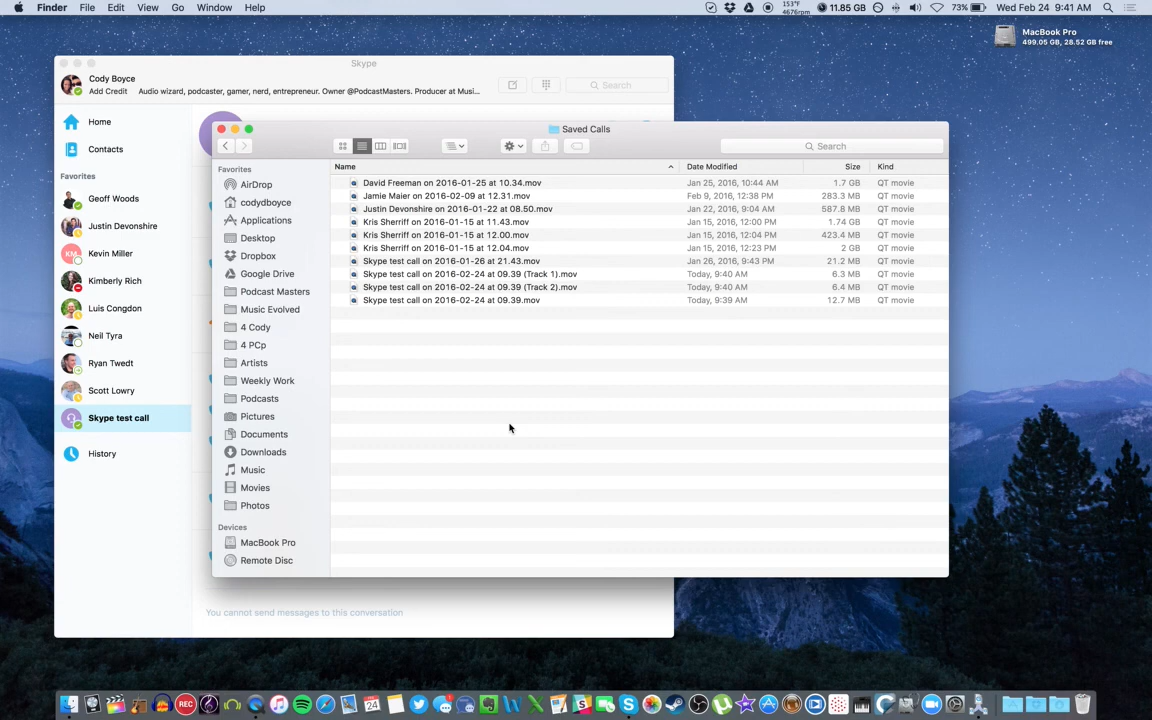 Finder File Edit View Go Window Help
153°F
4676rpm
11.85 GB
73%
Wed Feb 24 9:41 AM
MacBook Pro
499.05 GB, 28.52 GB free
Skype
Cody Boyce
Add Credit Audio wizard, podcaster, gamer, nerd, entrepreneur. Owner @PodcastMasters. Producer at Musi...
Search
Home
Contacts
Favorites
Geoff Woods
Justin Devonshire
KM Kevin Miller
Kimberly Rich
Luis Congdon
Neil Tyra
Ryan Twedt
Scott Lowry
Skype test call
History
You cannot send messages to this conversation
Saved Calls
Search
Favorites
AirDrop
codydboyce
Applications
Desktop
Dropbox
Google Drive
Podcast Masters
Music Evolved
4 Cody
4 PCp
Artists
Weekly Work
Podcasts
Pictures
Documents
Downloads
Music
Movies
Photos
Devices
MacBook Pro
Remote Disc
Name Date Modified Size Kind
David Freeman on 2016-01-25 at 10.34.mov Jan 25, 2016, 10:44 AM 1.7 GB QT movie
Jamie Maier on 2016-02-09 at 12.31.mov Feb 9, 2016, 12:38 PM 283.3 MB QT movie
Justin Devonshire on 2016-01-22 at 08.50.mov Jan 22, 2016, 9:04 AM 587.8 MB QT movie
Kris Sherriff on 2016-01-15 at 11.43.mov Jan 15, 2016, 12:00 PM 1.74 GB QT movie
Kris Sherriff on 2016-01-15 at 12.00.mov Jan 15, 2016, 12:04 PM 423.4 MB QT movie
Kris Sherriff on 2016-01-15 at 12.04.mov Jan 15, 2016, 12:23 PM 2 GB QT movie
Skype test call on 2016-01-26 at 21.43.mov Jan 26, 2016, 9:43 PM 21.2 MB QT movie
Skype test call on 2016-02-24 at 09.39 (Track 1).mov Today, 9:40 AM 6.3 MB QT movie
Skype test call on 2016-02-24 at 09.39 (Track 2).mov Today, 9:40 AM 6.4 MB QT movie
Skype test call on 2016-02-24 at 09.39.mov Today, 9:39 AM 12.7 MB QT movie
REC
24